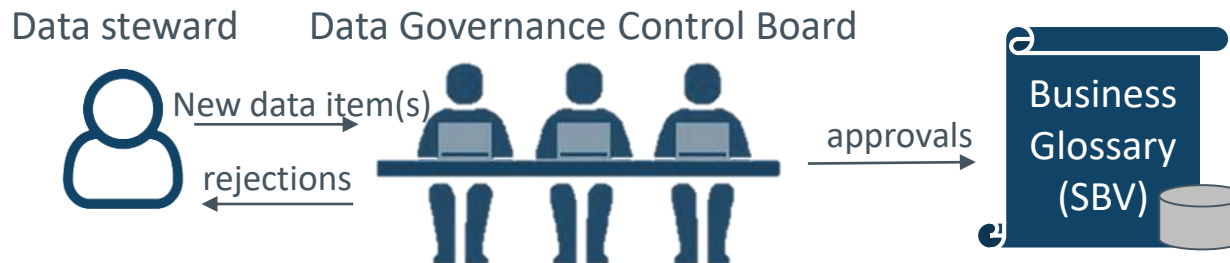 Data steward
Data Governance Control Board
New data item(s)
rejections
approvals
Business
Glossary
(SBV)